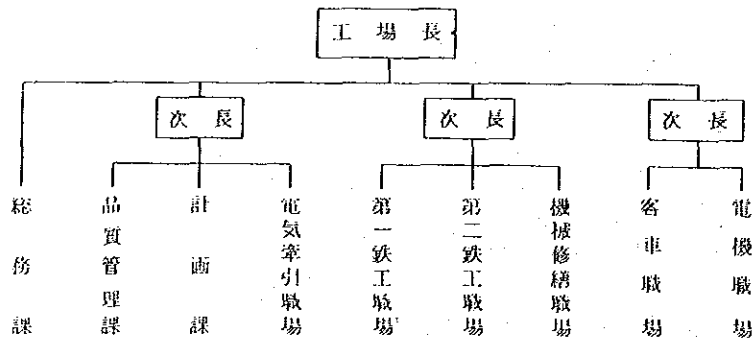 工場長
次長
次長
次長
総務課
品質管理課
計画課
電気牽引職場
第一鉄工職場
第二鉄工職場
機械修繕職場
客車職場
電機職場